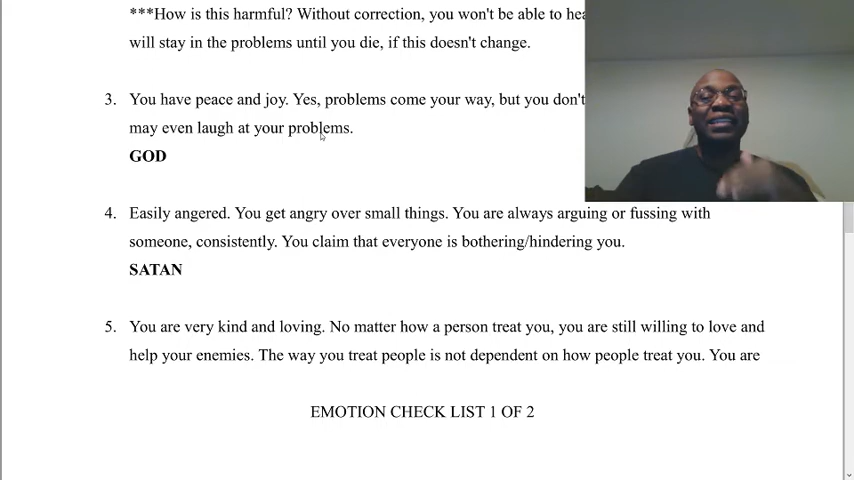 ***How is this harmful? Without correction, you won't be able to
will stay in the problems until you die, if this doesn't change.
3. You have peace and joy. Yes, problems come your way, but you don't
may even laugh at your problems.
GOD
4. Easily angered. You get angry over small things. You are always arguing or fussing with
someone, consistently. You claim that everyone is bothering/hindering you.
SATAN
5. You are very kind and loving. No matter how a person treat you, you are still willing to love and
help your enemies. The way you treat people is not dependent on how people treat you. You are
EMOTION CHECK LIST 1 OF 2